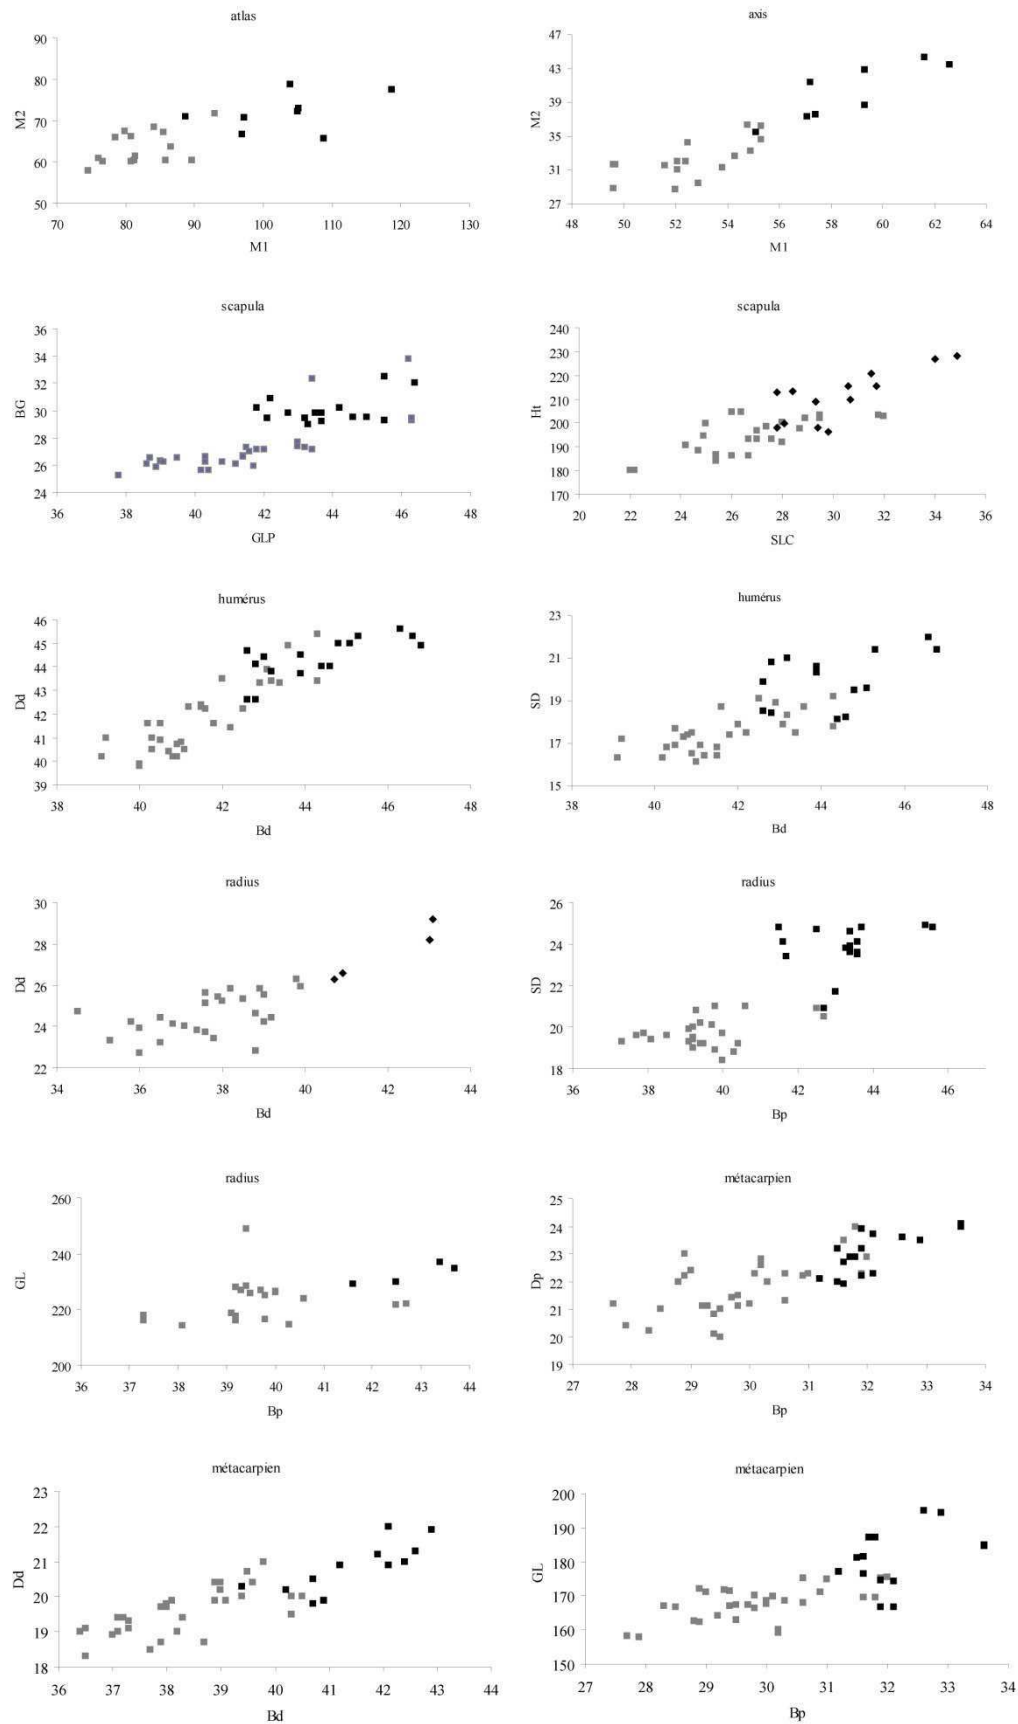 atlas
90
80
70
60
50
M2
70 80 90 100 110 120 130
M1
axis
47
43
39
35
31
27
M2
48 50 52 54 56 58 60 62 64
M1
scapula
36
34
32
30
28
26
24
BG
36 38 40 42 44 46 48
GLP
scapula
240
230
220
210
200
190
180
170
Ht
20 22 24 26 28 30 32 34 36
SLC
humérus
46
45
44
43
42
41
40
39
Dd
38 40 42 44 46 48
Bd
humérus
23
21
19
17
15
SD
38 40 42 44 46 48
Bd
radius
30
28
26
24
22
Dd
34 36 38 40 42 44
Bd
radius
26
24
22
20
18
SD
36 38 40 42 44 46
Bp
radius
260
240
220
200
GL
36 37 38 39 40 41 42 43 44
Bp
métacarpien
25
24
23
22
21
20
19
Dp
27 28 29 30 31 32 33 34
Bp
métacarpien
23
22
21
20
19
18
Dd
36 37 38 39 40 41 42 43 44
Bd
métacarpien
200
190
180
170
160
150
GL
27 28 29 30 31 32 33 34
Bp